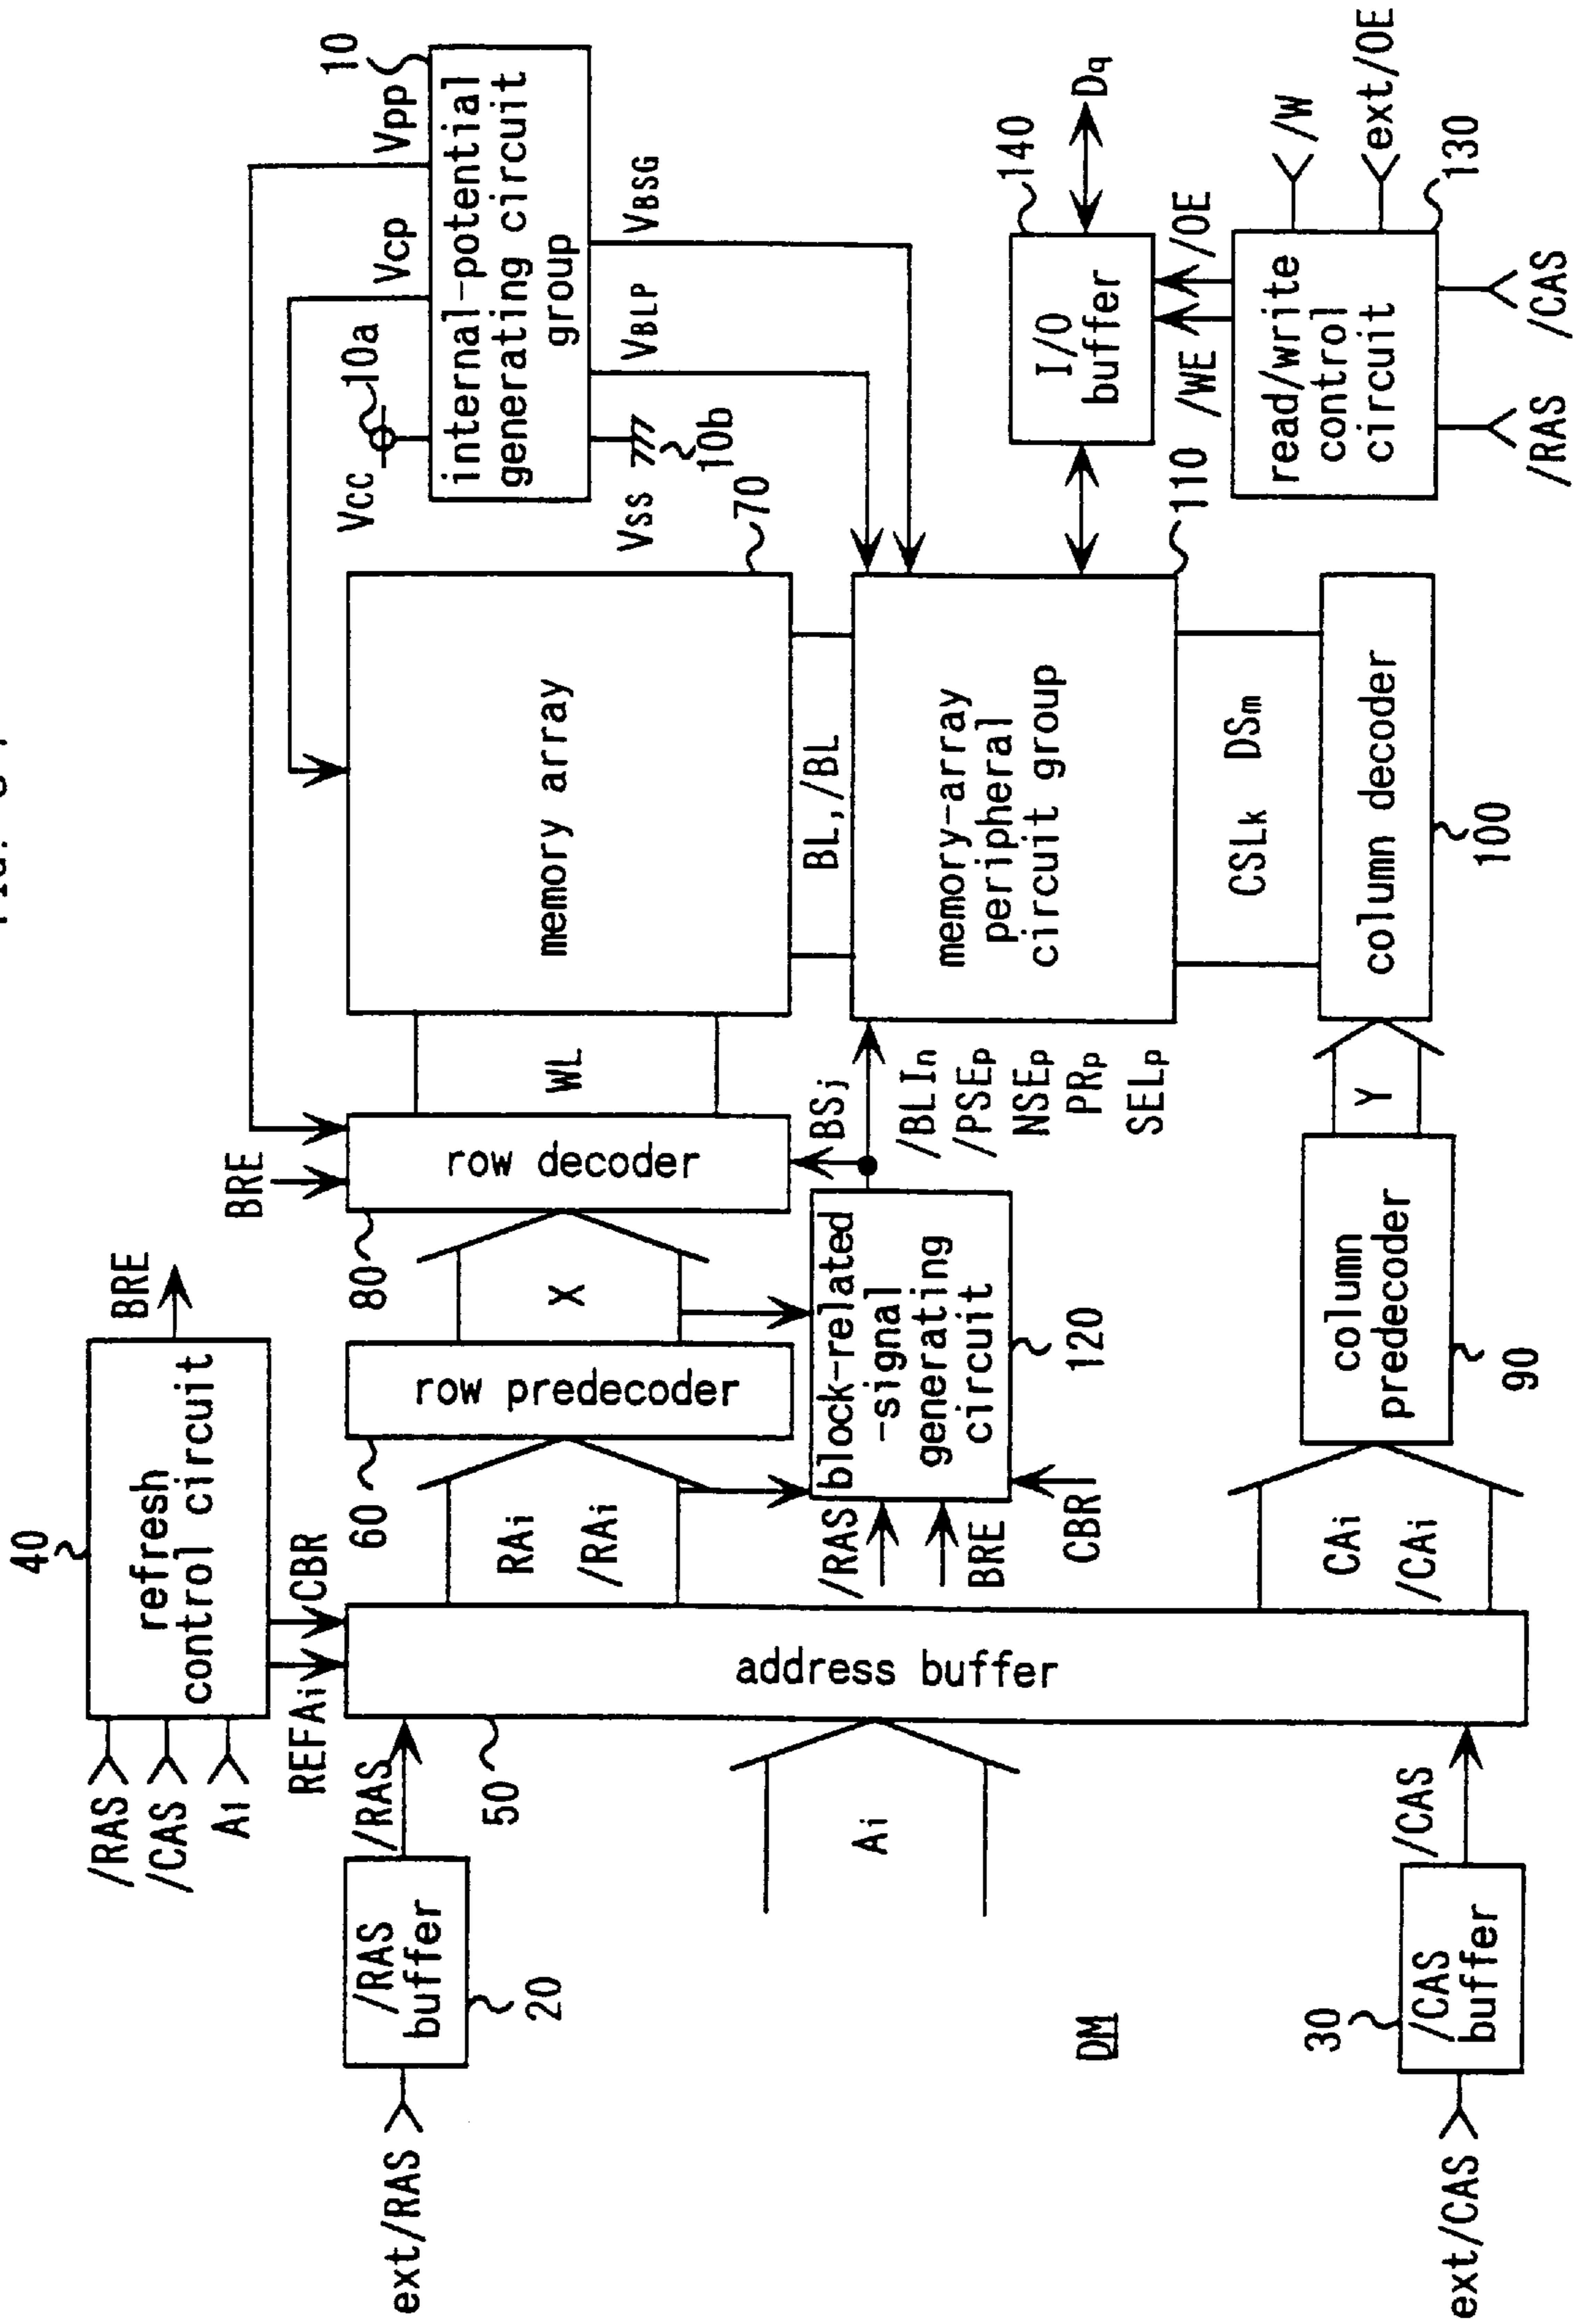 40
refresh
control circuit
/RAS
/CAS
A1
BRE
REFAi
CBR
ext/RAS
/RAS
buffer
20
/RAS
50
address buffer
Ai
ext/CAS
/CAS
buffer
30
/CAS
DM
RAi
/RAi
60
row predecoder
X
80
row decoder
BRE
WL
memory array
70
Vcc
10a
Vcp
Vpp
10
internal-potential
generating circuit
group
Vss
10b
VBLP
VBSG
/RAS
BRE
CBR
block-related
-signal
generating
circuit
120
BSj
/BLIn
/PSEp
NSEp
PRp
SELp
BL,/BL
memory-array
peripheral
circuit group
110
I/O
buffer
140
Dq
/WE
/OE
read/write
control
circuit
130
/W
ext/OE
/RAS
/CAS
CAi
/CAi
column
predecoder
90
Y
column decoder
100
CSLk
DSm